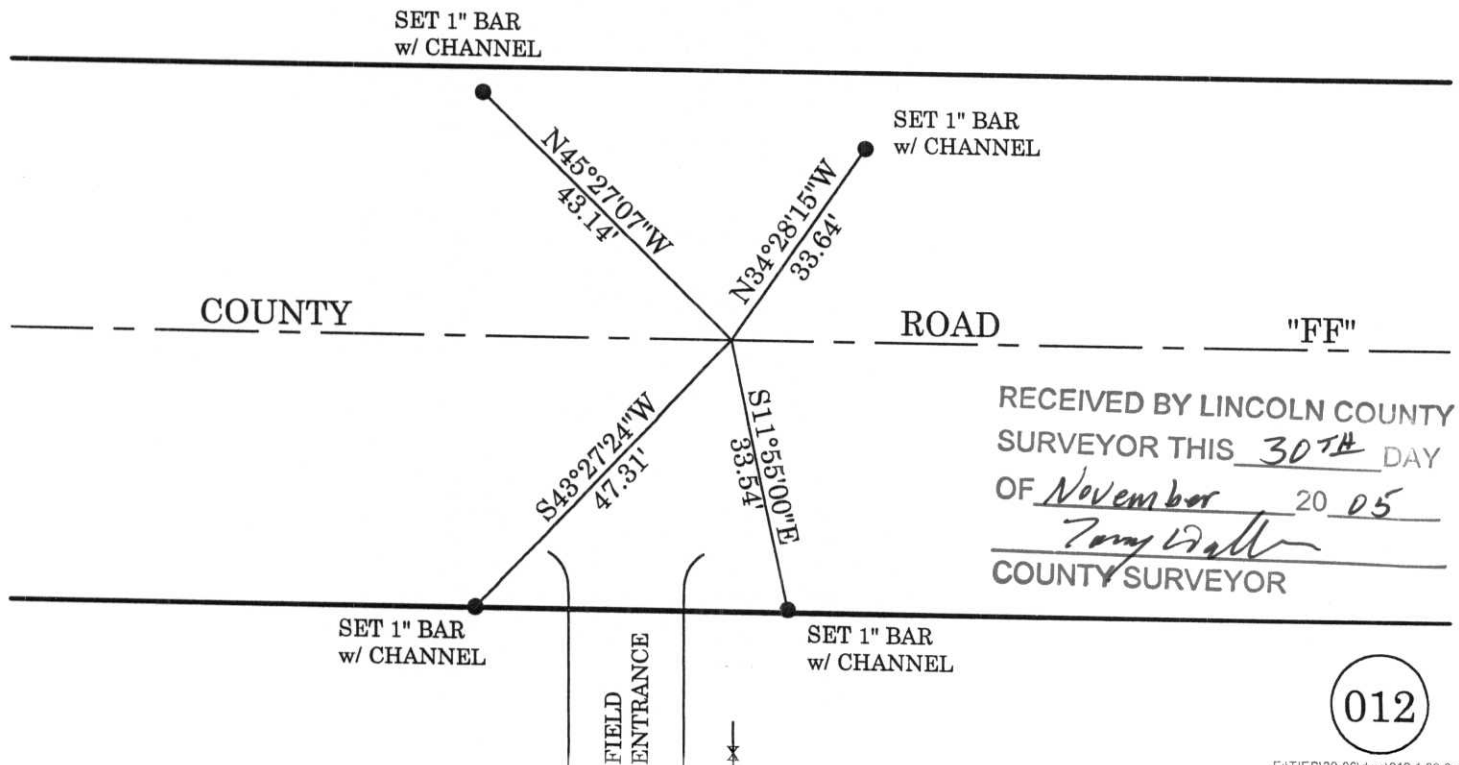 SET 1" BAR
w/ CHANNEL
SET 1" BAR
w/ CHANNEL
N45°27'07"W
43.14'
N34°28'15"W
33.64'
COUNTY ROAD "FF"
S43°27'24"W
47.31'
S11°55'00"E
33.54'
RECEIVED BY LINCOLN COUNTY
SURVEYOR THIS 30TH DAY
OF November 20 05
COUNTY SURVEYOR
SET 1" BAR
w/ CHANNEL
SET 1" BAR
w/ CHANNEL
FIELD
ENTRANCE
012